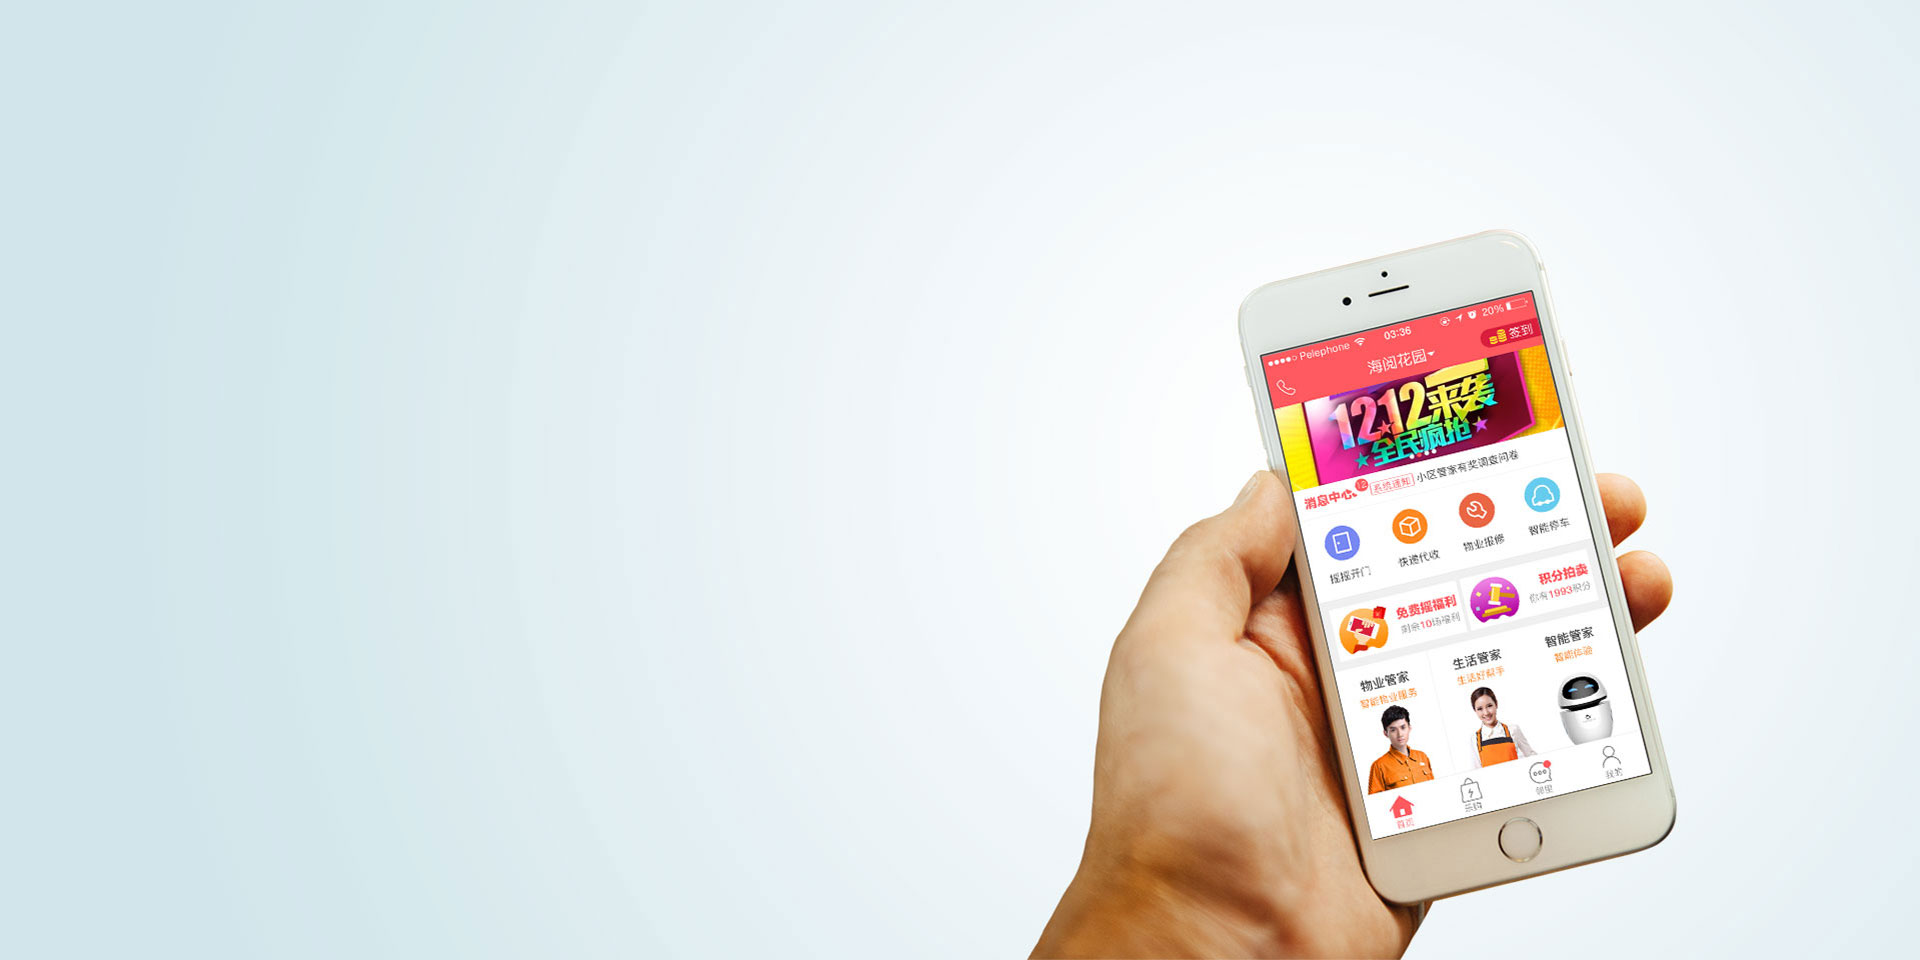 Pelephone 03:36 20%
海阅花园
签到
1212来袭
全民疯抢
消息中心 12 系统通知 小区管家有奖调查问卷
摇摇开门 快递代收 物业报修 智能停车
免费摇福利
剩余10场福利
积分拍卖
你有1993积分
物业管家
智能物业服务
生活管家
生活好帮手
智能管家
智能体验
首页 采购 邻里 我的